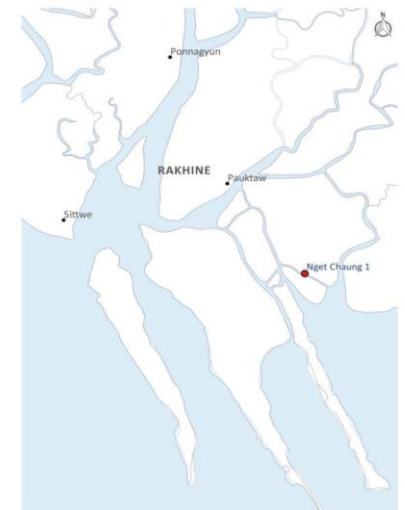 N
Ponnagyun
RAKHINE
Pauktaw
Sittwe
Nget Chaung 1